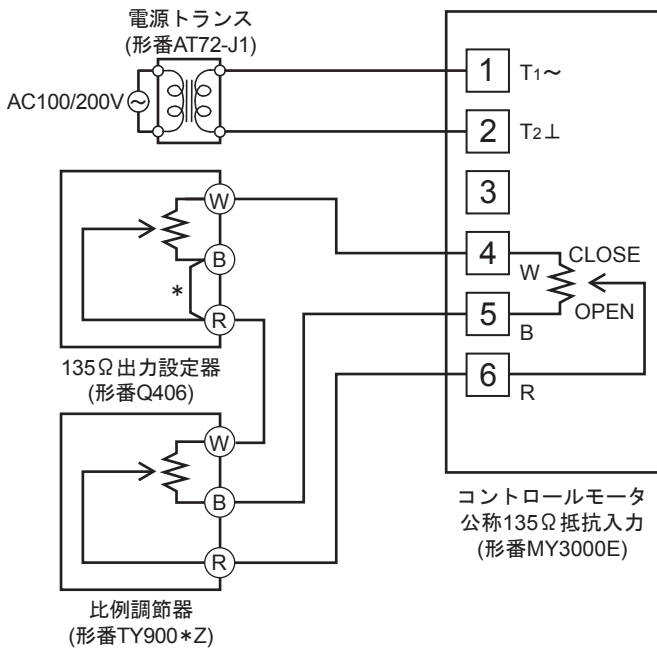 電源トランス
(形番AT72-J1)
AC100/200V
1 T1～
2 T2⊥
3
4 W CLOSE
5 B OPEN
6 R
W
B
＊
R
135Ω出力設定器
(形番Q406)
W
B
R
比例調節器
(形番TY900＊Z)
コントロールモータ
公称135Ω抵抗入力
(形番MY3000E)